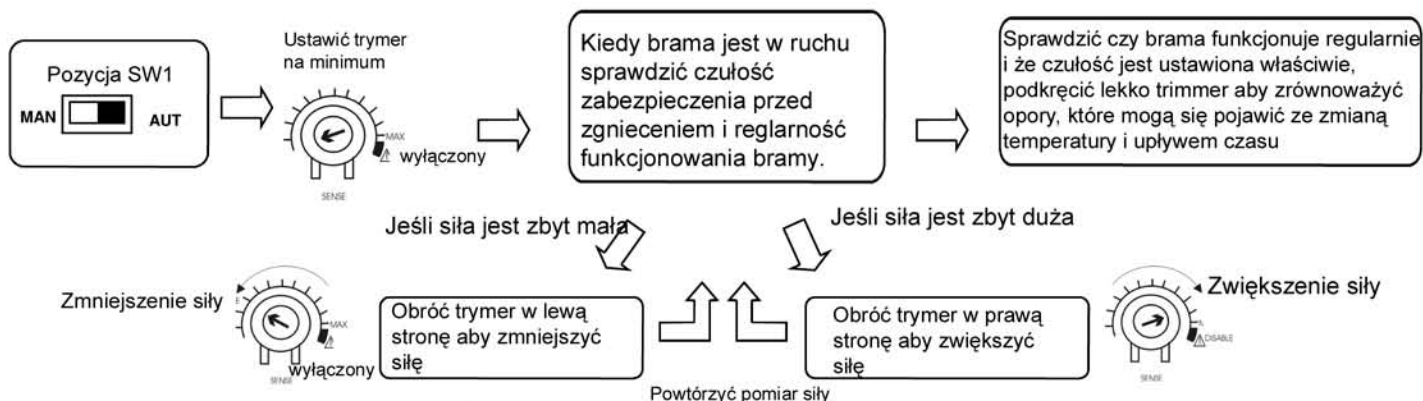 Pozycja SW1
MAN
AUT
Ustawić trymer
na minimum
MAX
wyłączony
SENSE
Kiedy brama jest w ruchu
sprawdzić czułość
zabezpieczenia przed
zgnieceniem i reglarność
funkcjonowania bramy.
Sprawdzić czy brama funkcjonuje regularnie
i że czułość jest ustawiona właściwie,
podkręcić lekko trimmer aby zrównoważyć
opory, które mogą się pojawić ze zmianą
temperatury i upływem czasu
Jeśli siła jest zbyt mała
Jeśli siła jest zbyt duża
Zmniejszenie siły
MAX
wyłączony
SENSE
Obróć trymer w lewą
stronę aby zmniejszyć
siłę
Obróć trymer w prawą
stronę aby zwiększyć
siłę
Zwiększenie siły
DISABLE
SENSE
Powtórzyć pomiar siły